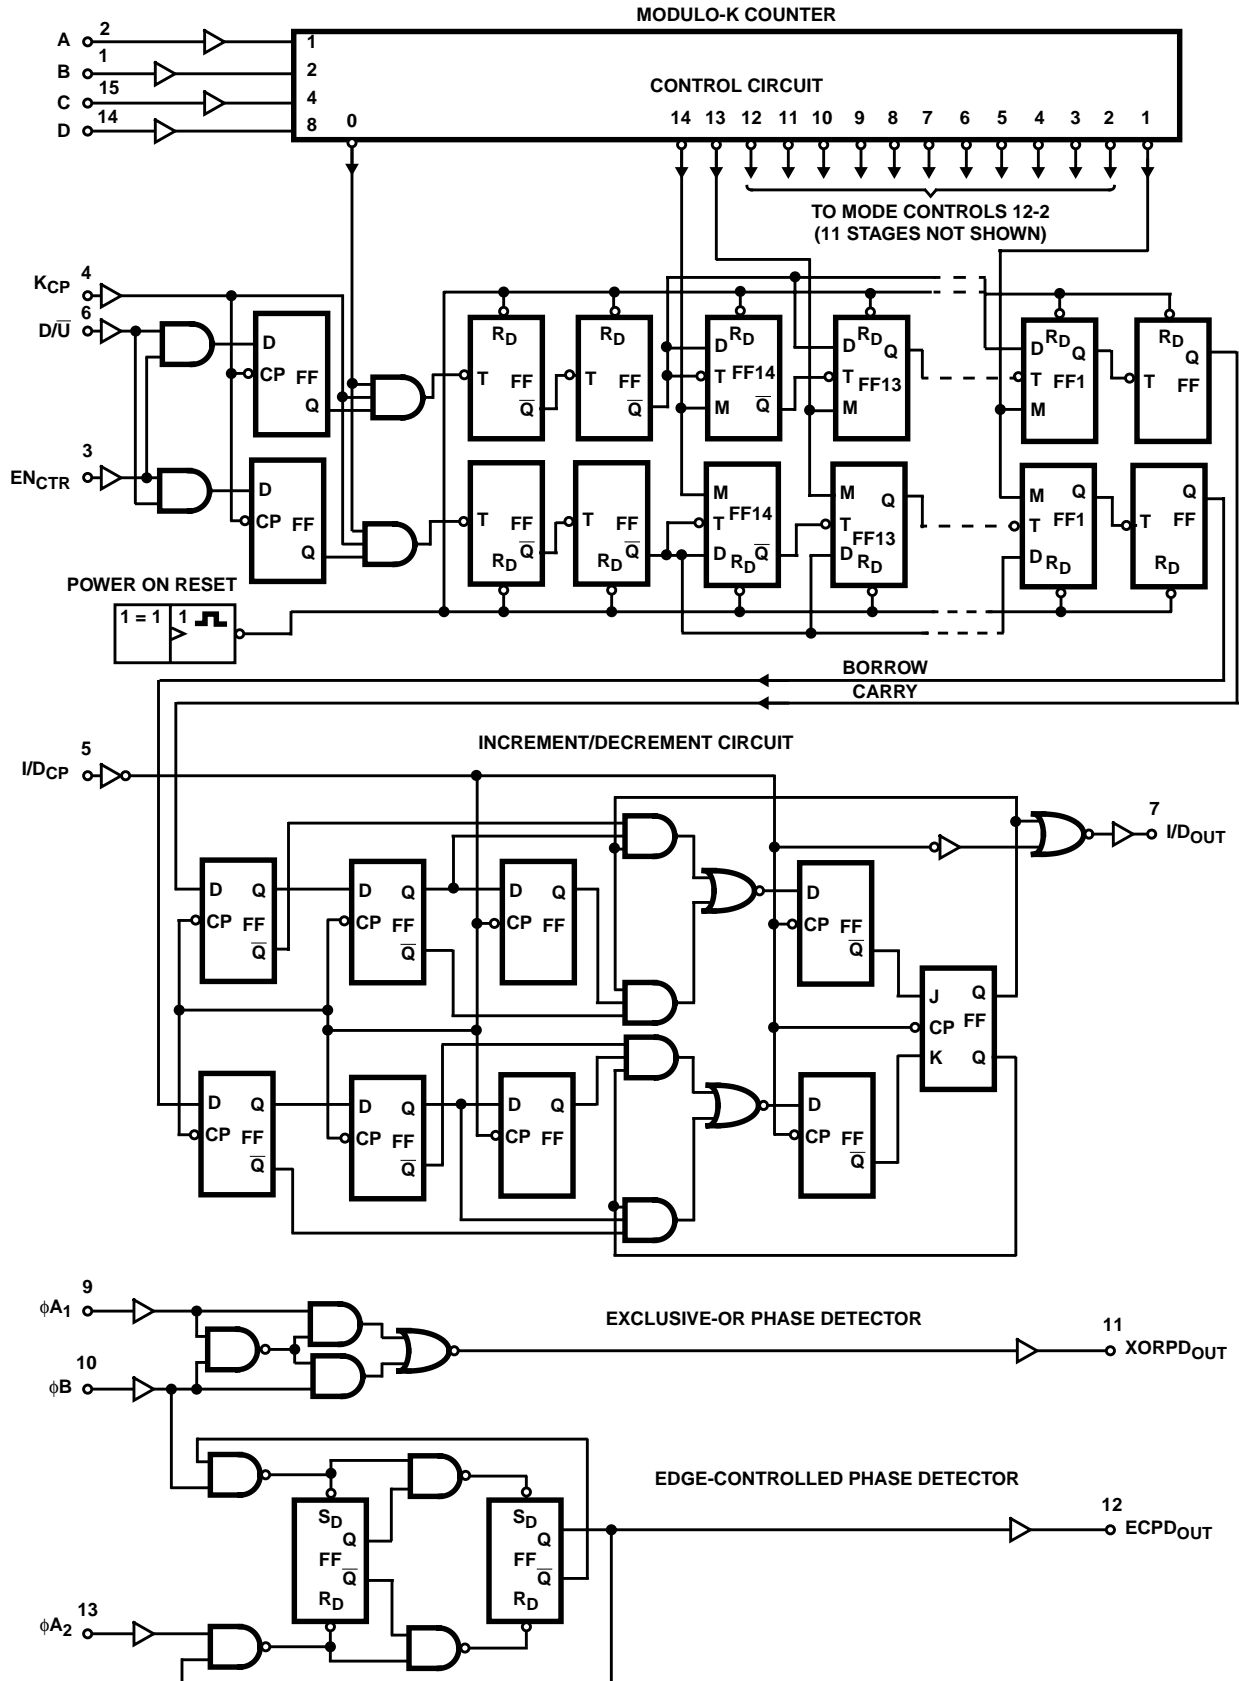 MODULO-K COUNTER
A 2
B 1
C 15
D 14
1
2
4
8
CONTROL CIRCUIT
0 14 13 12 11 10 9 8 7 6 5 4 3 2 1
TO MODE CONTROLS 12-2
(11 STAGES NOT SHOWN)
KCP 4
D/U̅ 6
ENCTR 3
D CP FF Q
D CP FF Q
RD T FF Q̅
RD FF Q̅
D RD T FF14 M Q̅
D RD Q T FF13 M
D RD Q T FF1 M
RD Q T FF
T FF RD Q̅
T FF RD Q̅
M FF14 T D RD Q̅
M Q T FF13 D RD
M Q T FF1 D RD
Q T FF RD
POWER ON RESET
1 = 1 1
BORROW
CARRY
INCREMENT/DECREMENT CIRCUIT
I/DCP 5
7 I/DOUT
D Q CP FF Q̅
D Q CP FF Q̅
D Q CP FF
D CP FF Q̅
J Q CP FF K Q
D Q CP FF Q̅
D Q CP FF Q̅
D Q CP FF
D CP FF Q̅
ϕA1 9
ϕB 10
EXCLUSIVE-OR PHASE DETECTOR
11 XORPDOUT
EDGE-CONTROLLED PHASE DETECTOR
12 ECPDOUT
SD Q FF Q̅ RD
SD Q FF Q̅ RD
ϕA2 13